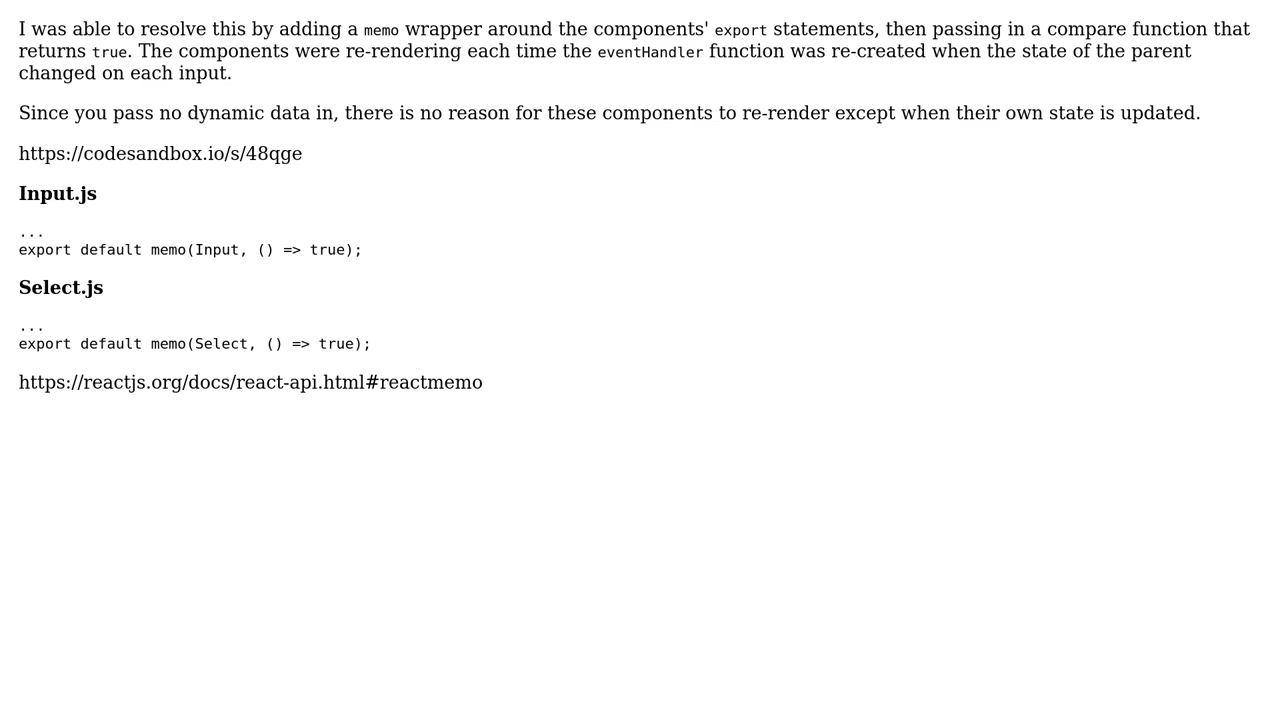 I was able to resolve this by adding a memo wrapper around the components' export statements, then passing in a compare function that
returns true. The components were re-rendering each time the eventHandler function was re-created when the state of the parent
changed on each input.
Since you pass no dynamic data in, there is no reason for these components to re-render except when their own state is updated.
https://codesandbox.io/s/48qge
Input.js
...
export default memo(Input, () => true);
Select.js
...
export default memo(Select, () => true);
https://reactjs.org/docs/react-api.html#reactmemo